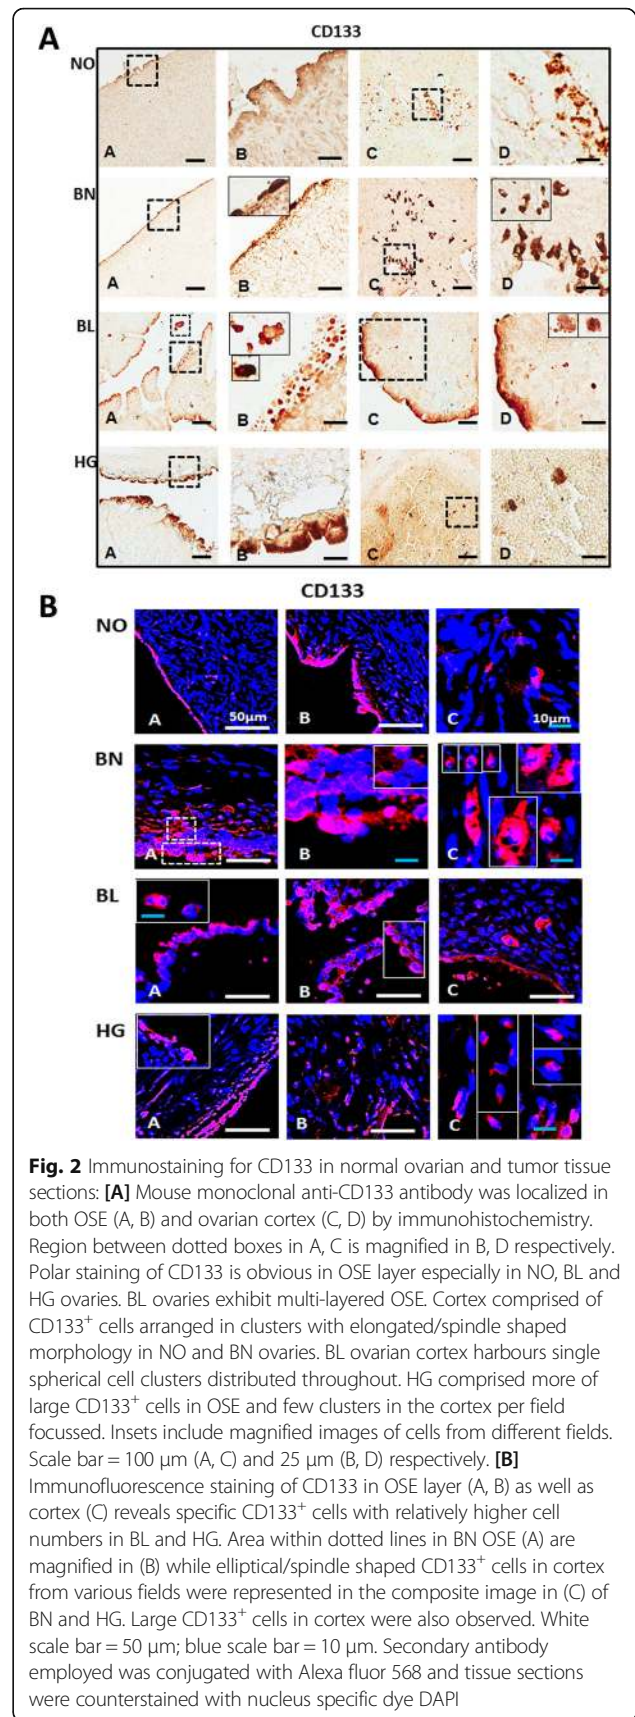 CD133
A
NO
A B C D
BN
A B C D
BL
A B C D
HG
A B C D
B
CD133
NO
A 50μm B C 10μm
BN
A B C
BL
A B C
HG
A B C
Fig. 2 Immunostaining for CD133 in normal ovarian and tumor tissue
sections: [A] Mouse monoclonal anti-CD133 antibody was localized in
both OSE (A, B) and ovarian cortex (C, D) by immunohistochemistry.
Region between dotted boxes in A, C is magnified in B, D respectively.
Polar staining of CD133 is obvious in OSE layer especially in NO, BL and
HG ovaries. BL ovaries exhibit multi-layered OSE. Cortex comprised of
CD133⁺ cells arranged in clusters with elongated/spindle shaped
morphology in NO and BN ovaries. BL ovarian cortex harbours single
spherical cell clusters distributed throughout. HG comprised more of
large CD133⁺ cells in OSE and few clusters in the cortex per field
focussed. Insets include magnified images of cells from different fields.
Scale bar = 100 μm (A, C) and 25 μm (B, D) respectively. [B]
Immunofluorescence staining of CD133 in OSE layer (A, B) as well as
cortex (C) reveals specific CD133⁺ cells with relatively higher cell
numbers in BL and HG. Area within dotted lines in BN OSE (A) are
magnified in (B) while elliptical/spindle shaped CD133⁺ cells in cortex
from various fields were represented in the composite image in (C) of
BN and HG. Large CD133⁺ cells in cortex were also observed. White
scale bar = 50 μm; blue scale bar = 10 μm. Secondary antibody
employed was conjugated with Alexa fluor 568 and tissue sections
were counterstained with nucleus specific dye DAPI